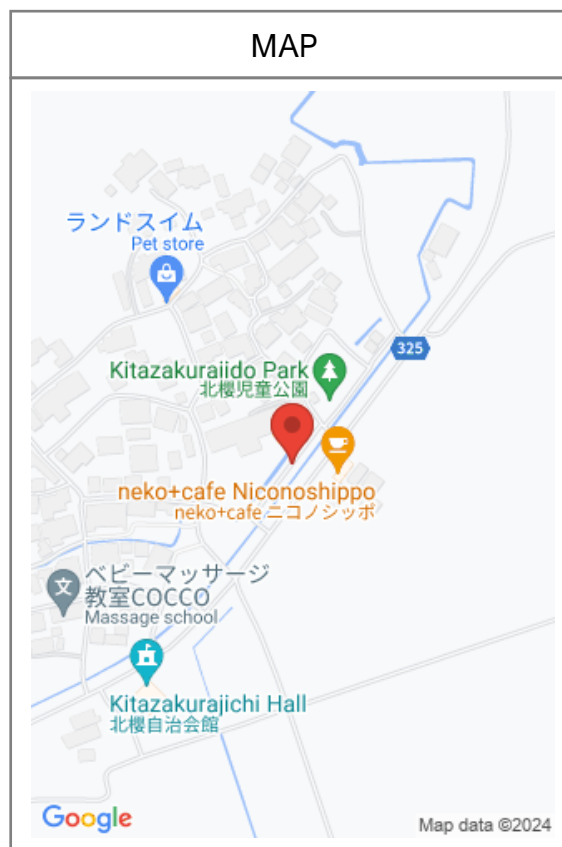 MAP
ランドスイム
Pet store
325
Kitazakuraiido Park
北櫻児童公園
neko+cafe Niconoshippo
neko+cafe ニコノシッポ
文
ベビーマッサージ
教室COCCO
Massage school
Kitazakurajichi Hall
北櫻自治会館
Google
Map data ©2024